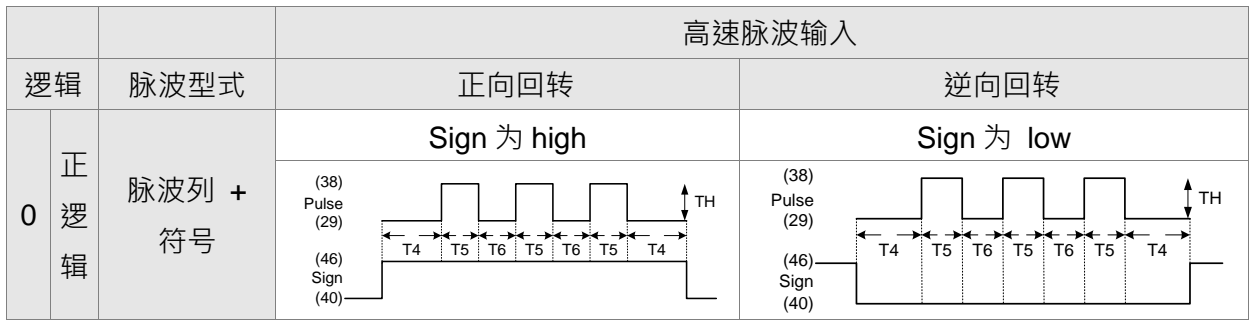 高速脉波输入
逻辑 脉波型式 正向回转 逆向回转
Sign 为 high Sign 为 low
0 正逻辑 脉波列 + 符号
(38)
Pulse
(29)
TH
T4 T5 T6 T5 T6 T5 T4
(46)
Sign
(40)
(38)
Pulse
(29)
TH
T4 T5 T6 T5 T6 T5 T4
(46)
Sign
(40)